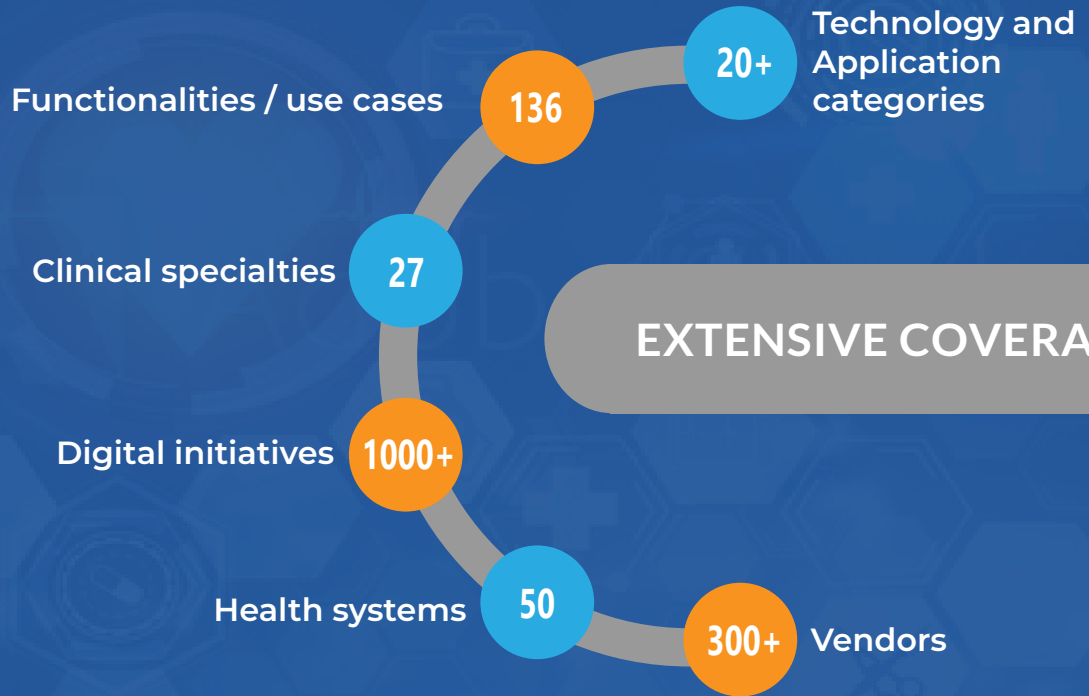 Technology and
Application
categories
20+
Functionalities / use cases
136
Clinical specialties
27
EXTENSIVE COVERA
Digital initiatives
1000+
Health systems
50
300+
Vendors